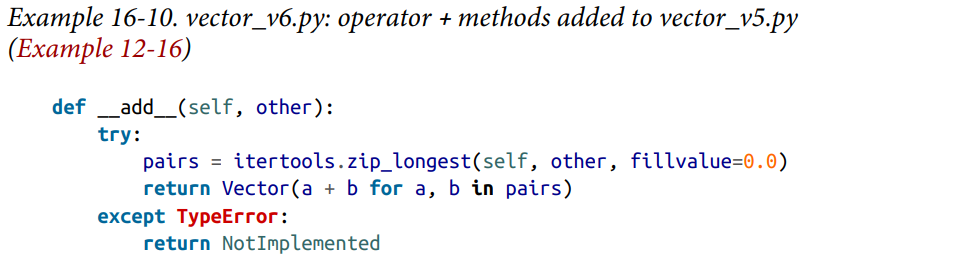 Example 16-10. vector_v6.py: operator + methods added to vector_v5.py
(Example 12-16)
def __add__(self, other):
try:
pairs = itertools.zip_longest(self, other, fillvalue=0.0)
return Vector(a + b for a, b in pairs)
except TypeError:
return NotImplemented